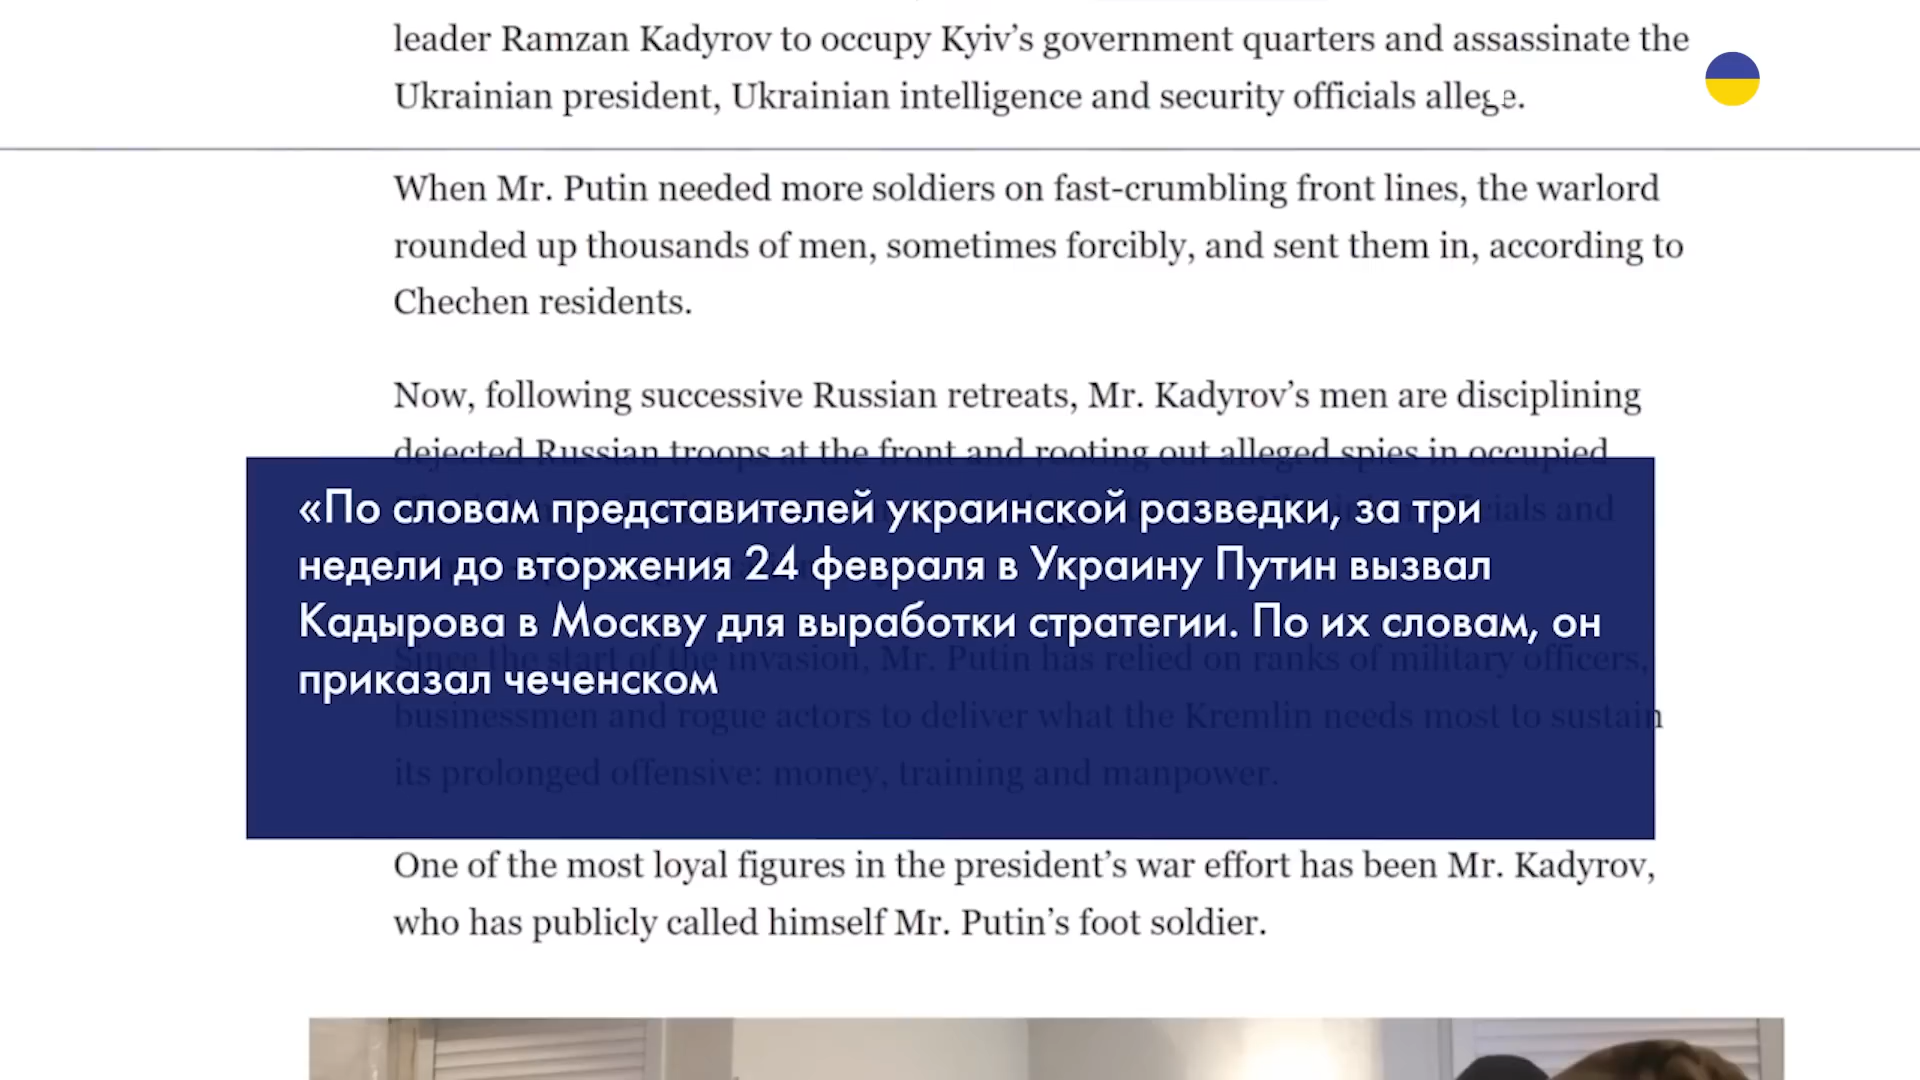 leader Ramzan Kadyrov to occupy Kyiv’s government quarters and assassinate the
Ukrainian president, Ukrainian intelligence and security officials allege.
When Mr. Putin needed more soldiers on fast-crumbling front lines, the warlord
rounded up thousands of men, sometimes forcibly, and sent them in, according to
Chechen residents.
Now, following successive Russian retreats, Mr. Kadyrov’s men are disciplining
dejected Russian troops at the front and rooting out alleged spies in occupied
«По словам представителей украинской разведки, за три
недели до вторжения 24 февраля в Украину Путин вызвал
Кадырова в Москву для выработки стратегии. По их словам, он
приказал чеченском
Since the start of the invasion, Mr. Putin has relied on ranks of military officers,
businessmen and rogue actors to deliver what the Kremlin needs most to sustain
its prolonged offensive: money, training and manpower.
One of the most loyal figures in the president’s war effort has been Mr. Kadyrov,
who has publicly called himself Mr. Putin’s foot soldier.